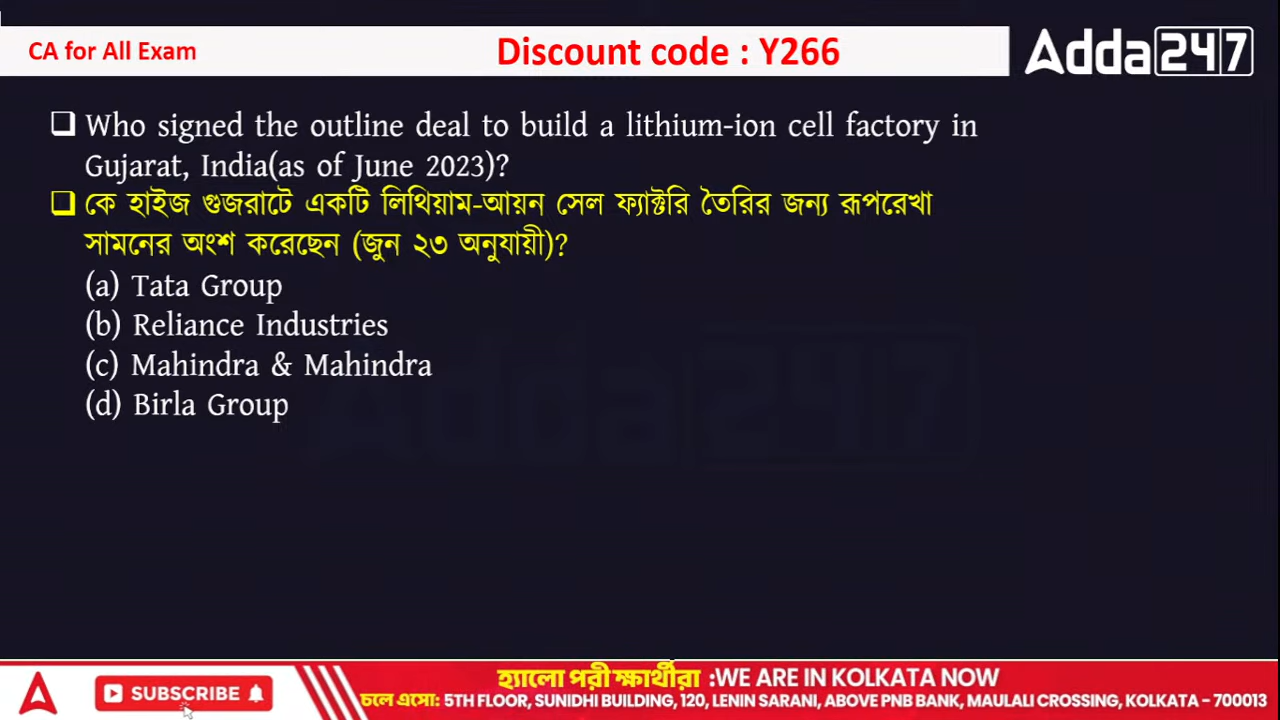 CA for All Exam
Discount code : Y266
Adda247
❑ Who signed the outline deal to build a lithium-ion cell factory in
Gujarat, India(as of June 2023)?
❑ কে হাইজ গুজরাটে একটি লিথিয়াম-আয়ন সেল ফ্যাক্টরি তৈরির জন্য রূপরেখা
সামনের অংশ করেছেন (জুন ২৩ অনুযায়ী)?
(a) Tata Group
(b) Reliance Industries
(c) Mahindra & Mahindra
(d) Birla Group
Adda247
SUBSCRIBE
হ্যালো পরীক্ষার্থীরা :WE ARE IN KOLKATA NOW
চলে এসো: 5TH FLOOR, SUNIDHI BUILDING, 120, LENIN SARANI, ABOVE PNB BANK, MAULALI CROSSING, KOLKATA - 700013